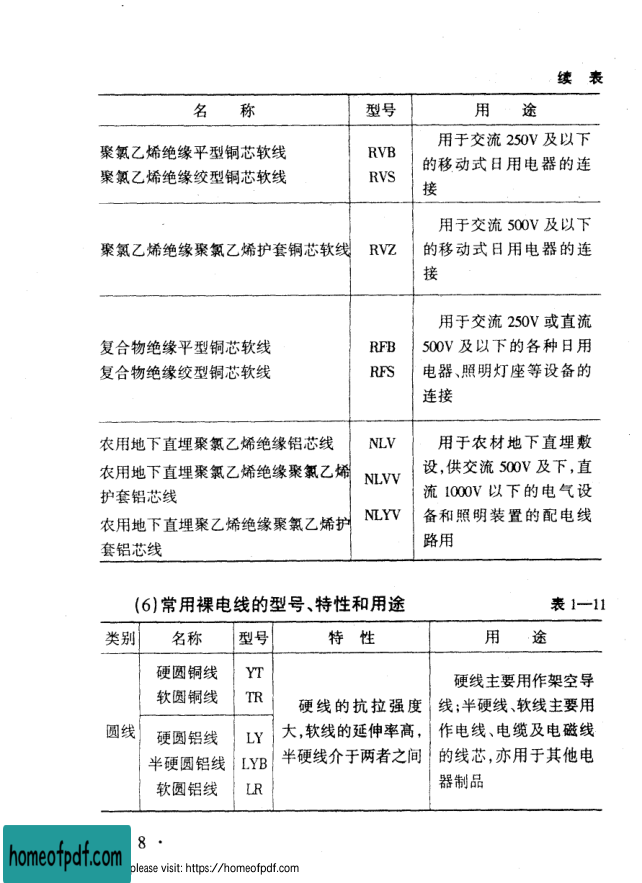 续 表
名 称 型号 用 途
聚氯乙烯绝缘平型铜芯软线 RVB
聚氯乙烯绝缘绞型铜芯软线 RVS
用于交流 250V 及以下
的移动式日用电器的连
接
聚氯乙烯绝缘聚氯乙烯护套铜芯软线 RVZ
用于交流 500V 及以下
的移动式日用电器的连
接
复合物绝缘平型铜芯软线 RFB
复合物绝缘绞型铜芯软线 RFS
用于交流 250V 或直流
500V 及以下的各种日用
电器、照明灯座等设备的
连接
农用地下直埋聚氯乙烯绝缘铝芯线 NLV
农用地下直埋聚氯乙烯绝缘聚氯乙烯
护套铝芯线
NLVV
农用地下直埋聚乙烯绝缘聚氯乙烯护
套铝芯线
NLYV
用于农材地下直埋敷
设,供交流 500V 及下,直
流 1000V 以下的电气设
备和照明装置的配电线
路用
(6)常用裸电线的型号、特性和用途 表 1—11
类别 名称 型号 特 性 用 途
圆线
硬圆铜线 YT
软圆铜线 TR
硬圆铝线 LY
半硬圆铝线 LYB
软圆铝线 LR
硬线的抗拉强度
大,软线的延伸率高,
半硬线介于两者之间
硬线主要用作架空导
线;半硬线、软线主要用
作电线、电缆及电磁线
的线芯,亦用于其他电
器制品
8 ·
homeofpdf.com
please visit: https://homeofpdf.com